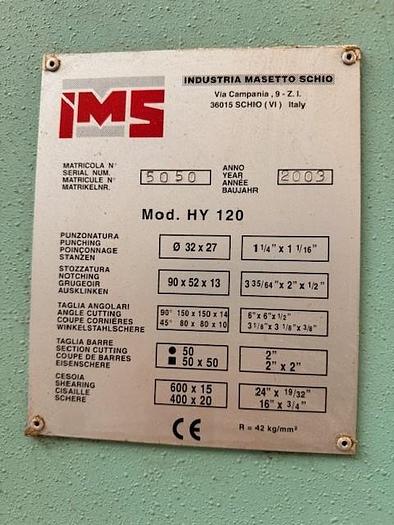 IMS
INDUSTRIA MASETTO SCHIO
Via Campania , 9 - Z. I.
36015 SCHIO ( VI ) Italy
MATRICOLA N°
SERIAL NUM.
MATRICULE N°
MATRIKELNR.
5050
ANNO
YEAR
ANNÉE
BAUJAHR
2003
Mod. HY 120
PUNZONATURA
PUNCHING
POINÇONNAGE
STANZEN
Ø 32 x 27
1 1/4" x 1 1/16"
STOZZATURA
NOTCHING
GRUGEOIR
AUSKLINKEN
90 x 52 x 13
3 35/64" x 2" x 1/2"
TAGLIA ANGOLARI
ANGLE CUTTING
COUPE CORNIÈRES
WINKELSTAHLSCHERE
90° 150 x 150 x 14
45° 80 x 80 x 10
6"x 6"x 1/2"
3 1/8"x 3 1/8"x 3/8"
TAGLIA BARRE
SECTION CUTTING
COUPE DE BARRES
EISENSCHERE
● 50
■ 50 x 50
2"
2" x 2"
CESOIA
SHEARING
CISAILLE
SCHERE
600 x 15
400 x 20
24" x 19/32"
16" x 3/4"
CE
R = 42 kg/mm²